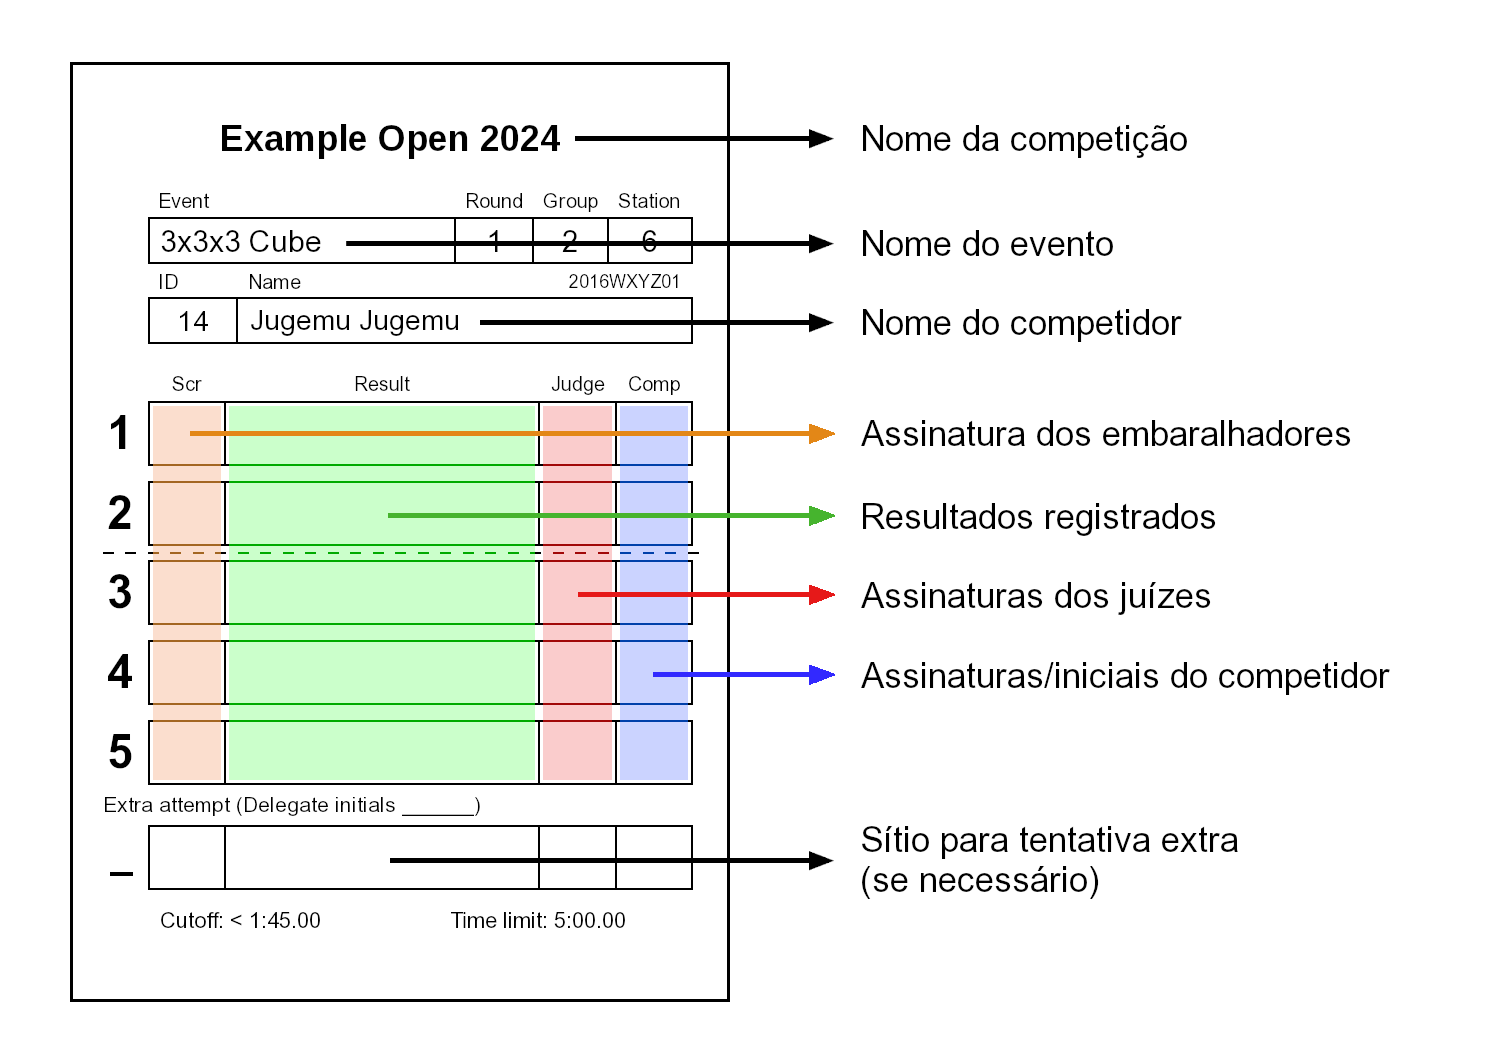 Example Open 2024
Nome da competição
Event Round Group Station
3x3x3 Cube 1 2 6
Nome do evento
ID Name 2016WXYZ01
14 Jugemu Jugemu
Nome do competidor
Scr Result Judge Comp
1
Assinatura dos embaralhadores
2
Resultados registrados
3
Assinaturas dos juízes
4
Assinaturas/iniciais do competidor
5
Extra attempt (Delegate initials ______)
_
Sítio para tentativa extra
(se necessário)
Cutoff: < 1:45.00 Time limit: 5:00.00